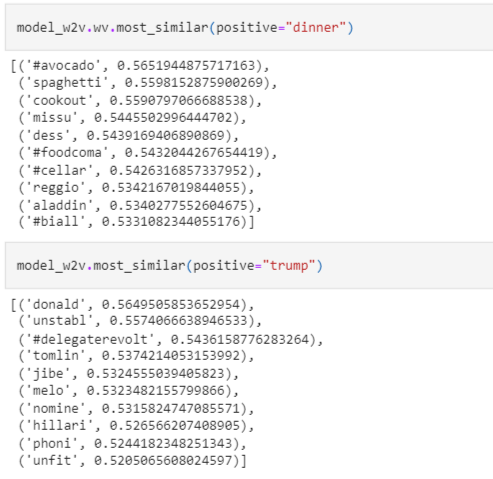 model_w2v.wv.most_similar(positive="dinner")
[('#avocado', 0.5651944875717163),
('spaghetti', 0.5598152875900269),
('cookout', 0.5590797066688538),
('missu', 0.5445502996444702),
('dess', 0.5439169406890869),
('#foodcoma', 0.5432044267654419),
('#cellar', 0.5426316857337952),
('reggio', 0.5342167019844055),
('aladdin', 0.5340277552604675),
('#biall', 0.5331082344055176)]
model_w2v.most_similar(positive="trump")
[('donald', 0.5649505853652954),
('unstabl', 0.5574066638946533),
('#delegaterevolt', 0.5436158776283264),
('tomlin', 0.5374214053153992),
('jibe', 0.5324555039405823),
('melo', 0.5323482155799866),
('nomine', 0.5315824747085571),
('hillari', 0.526566207408905),
('phoni', 0.5244182348251343),
('unfit', 0.5205065608024597)]